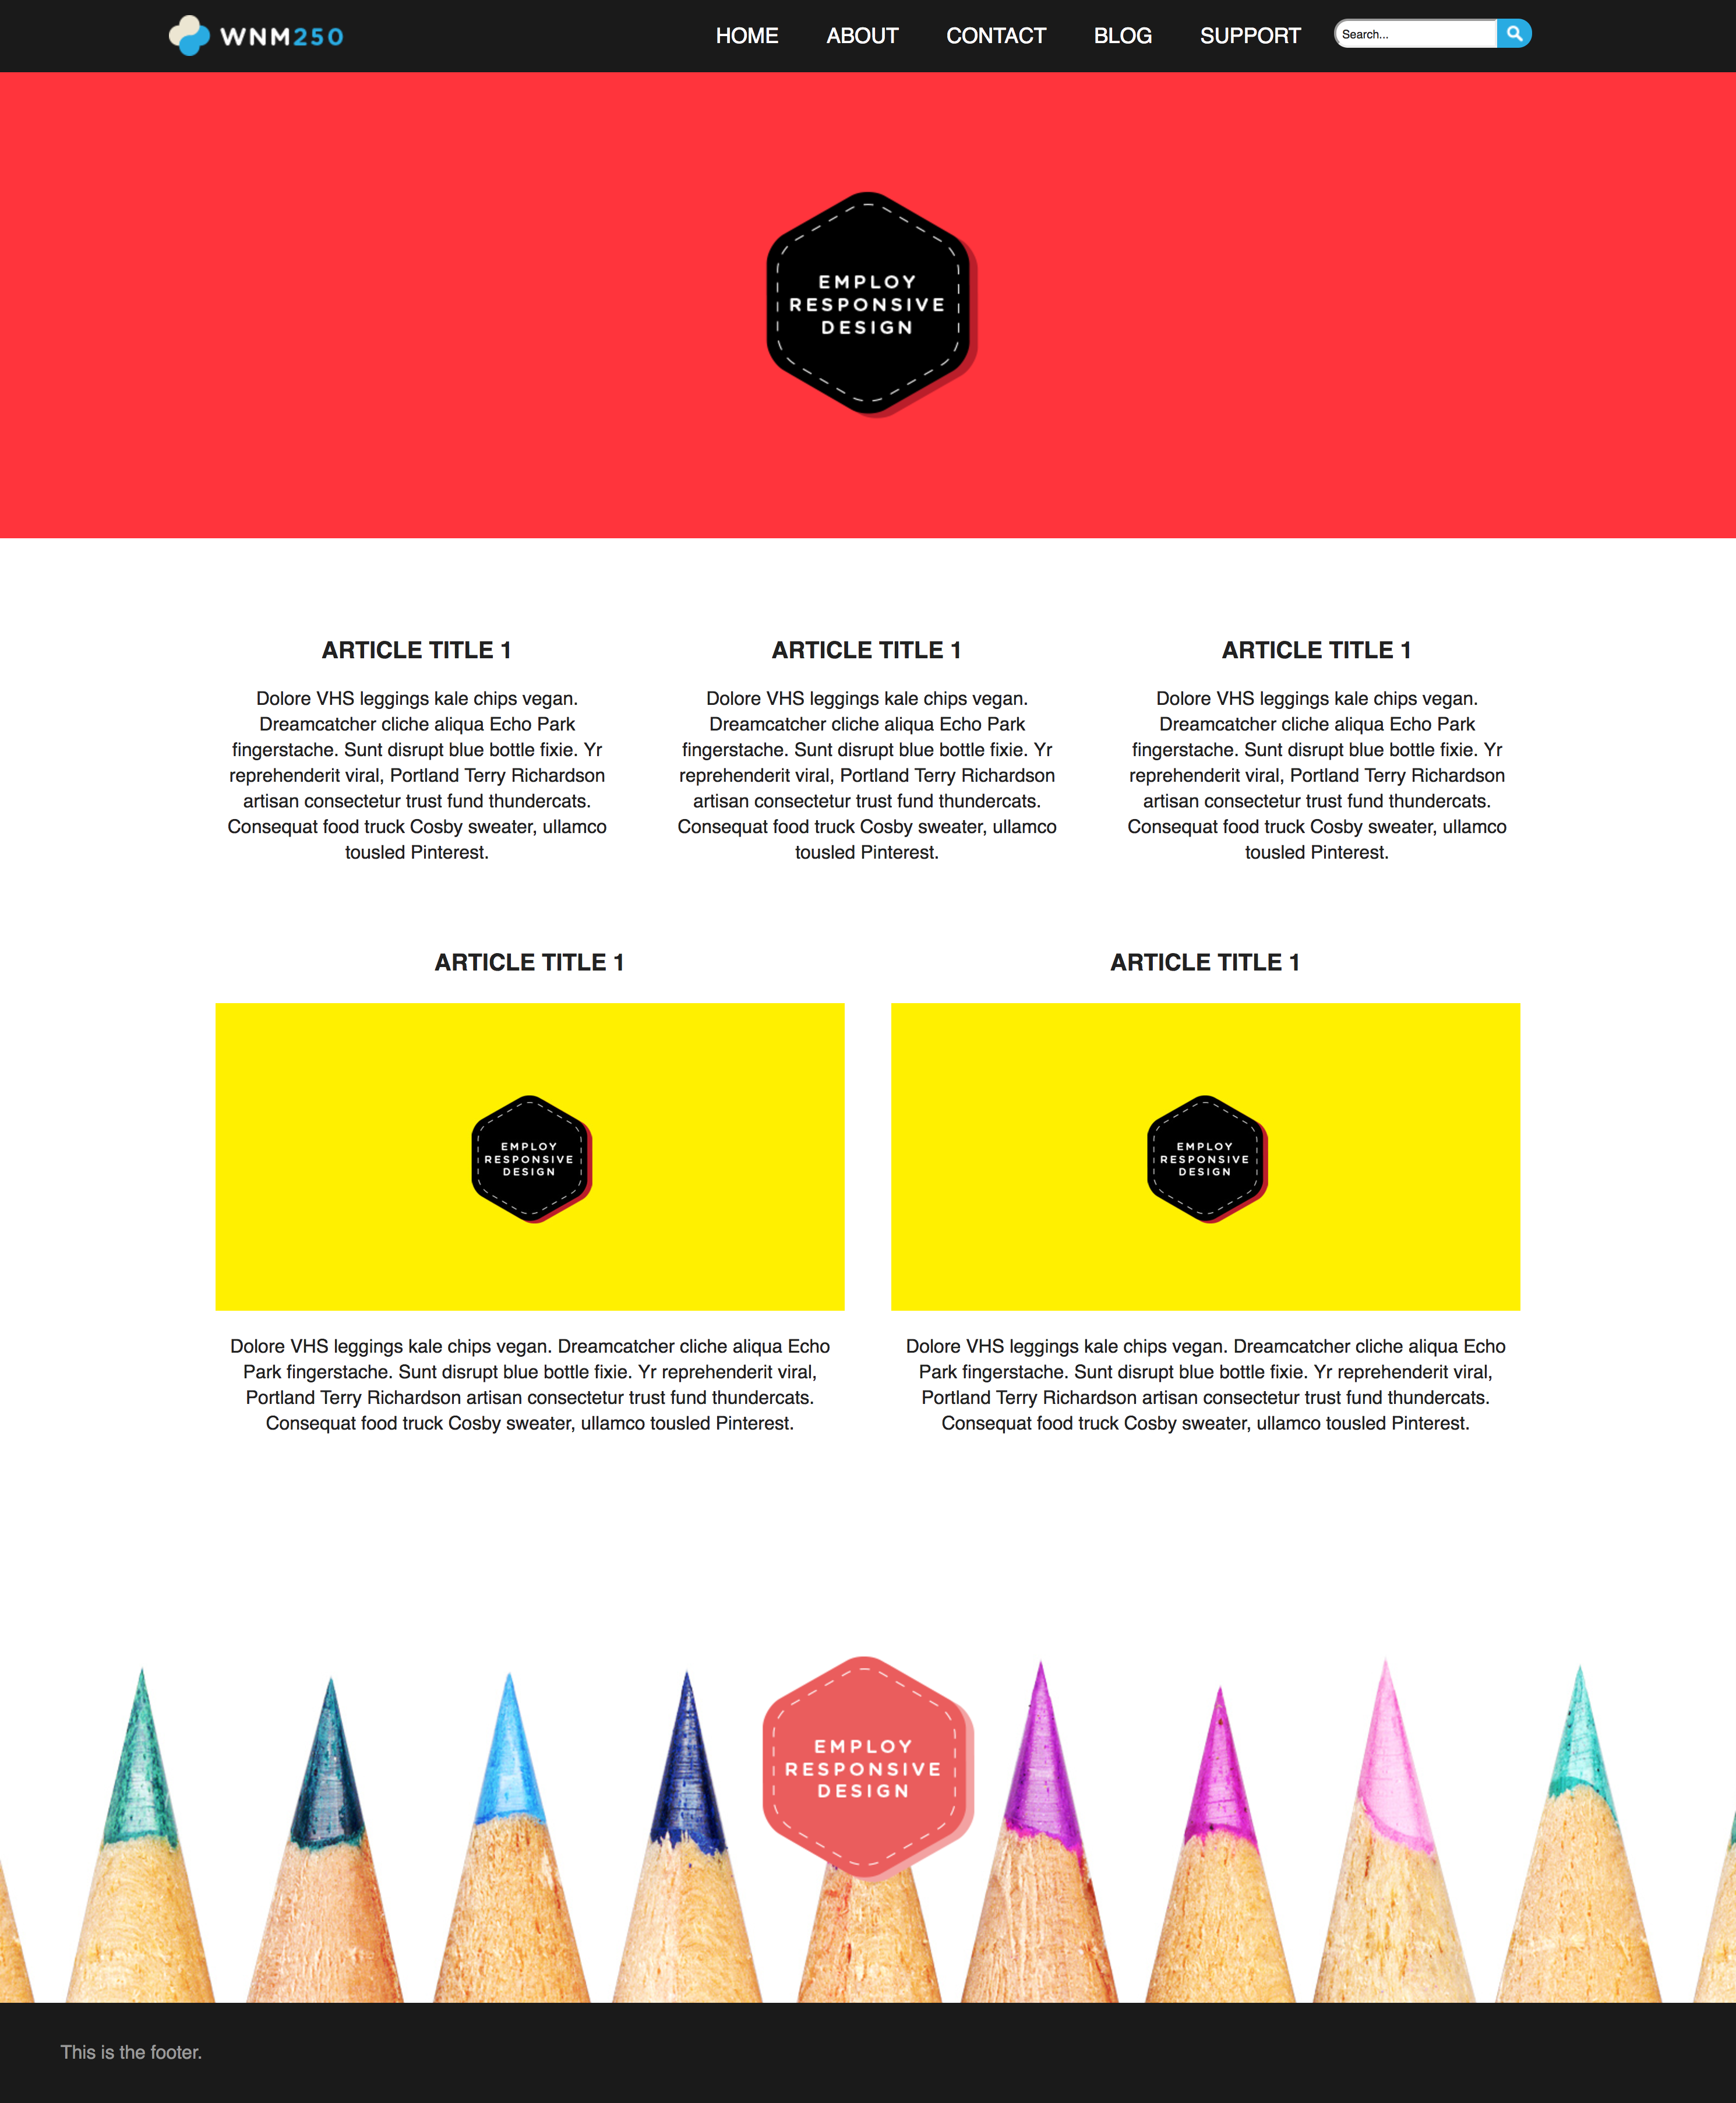 WNM250
HOME ABOUT CONTACT BLOG SUPPORT Search...
EMPLOY
RESPONSIVE
DESIGN
ARTICLE TITLE 1
Dolore VHS leggings kale chips vegan.
Dreamcatcher cliche aliqua Echo Park
fingerstache. Sunt disrupt blue bottle fixie. Yr
reprehenderit viral, Portland Terry Richardson
artisan consectetur trust fund thundercats.
Consequat food truck Cosby sweater, ullamco
tousled Pinterest.
ARTICLE TITLE 1
Dolore VHS leggings kale chips vegan.
Dreamcatcher cliche aliqua Echo Park
fingerstache. Sunt disrupt blue bottle fixie. Yr
reprehenderit viral, Portland Terry Richardson
artisan consectetur trust fund thundercats.
Consequat food truck Cosby sweater, ullamco
tousled Pinterest.
ARTICLE TITLE 1
Dolore VHS leggings kale chips vegan.
Dreamcatcher cliche aliqua Echo Park
fingerstache. Sunt disrupt blue bottle fixie. Yr
reprehenderit viral, Portland Terry Richardson
artisan consectetur trust fund thundercats.
Consequat food truck Cosby sweater, ullamco
tousled Pinterest.
ARTICLE TITLE 1
EMPLOY
RESPONSIVE
DESIGN
Dolore VHS leggings kale chips vegan. Dreamcatcher cliche aliqua Echo
Park fingerstache. Sunt disrupt blue bottle fixie. Yr reprehenderit viral,
Portland Terry Richardson artisan consectetur trust fund thundercats.
Consequat food truck Cosby sweater, ullamco tousled Pinterest.
ARTICLE TITLE 1
EMPLOY
RESPONSIVE
DESIGN
Dolore VHS leggings kale chips vegan. Dreamcatcher cliche aliqua Echo
Park fingerstache. Sunt disrupt blue bottle fixie. Yr reprehenderit viral,
Portland Terry Richardson artisan consectetur trust fund thundercats.
Consequat food truck Cosby sweater, ullamco tousled Pinterest.
EMPLOY
RESPONSIVE
DESIGN
This is the footer.